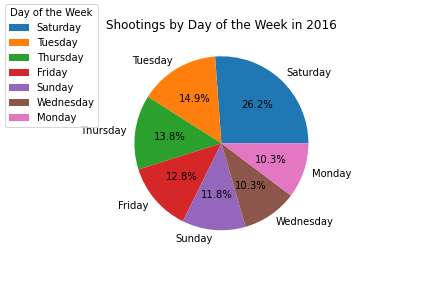 Shootings by Day of the Week in 2016
Day of the Week
Saturday
Tuesday
Thursday
Friday
Sunday
Wednesday
Monday
Saturday
26.2%
Tuesday
14.9%
Thursday
13.8%
Friday
12.8%
Sunday
11.8%
Wednesday
10.3%
Monday
10.3%